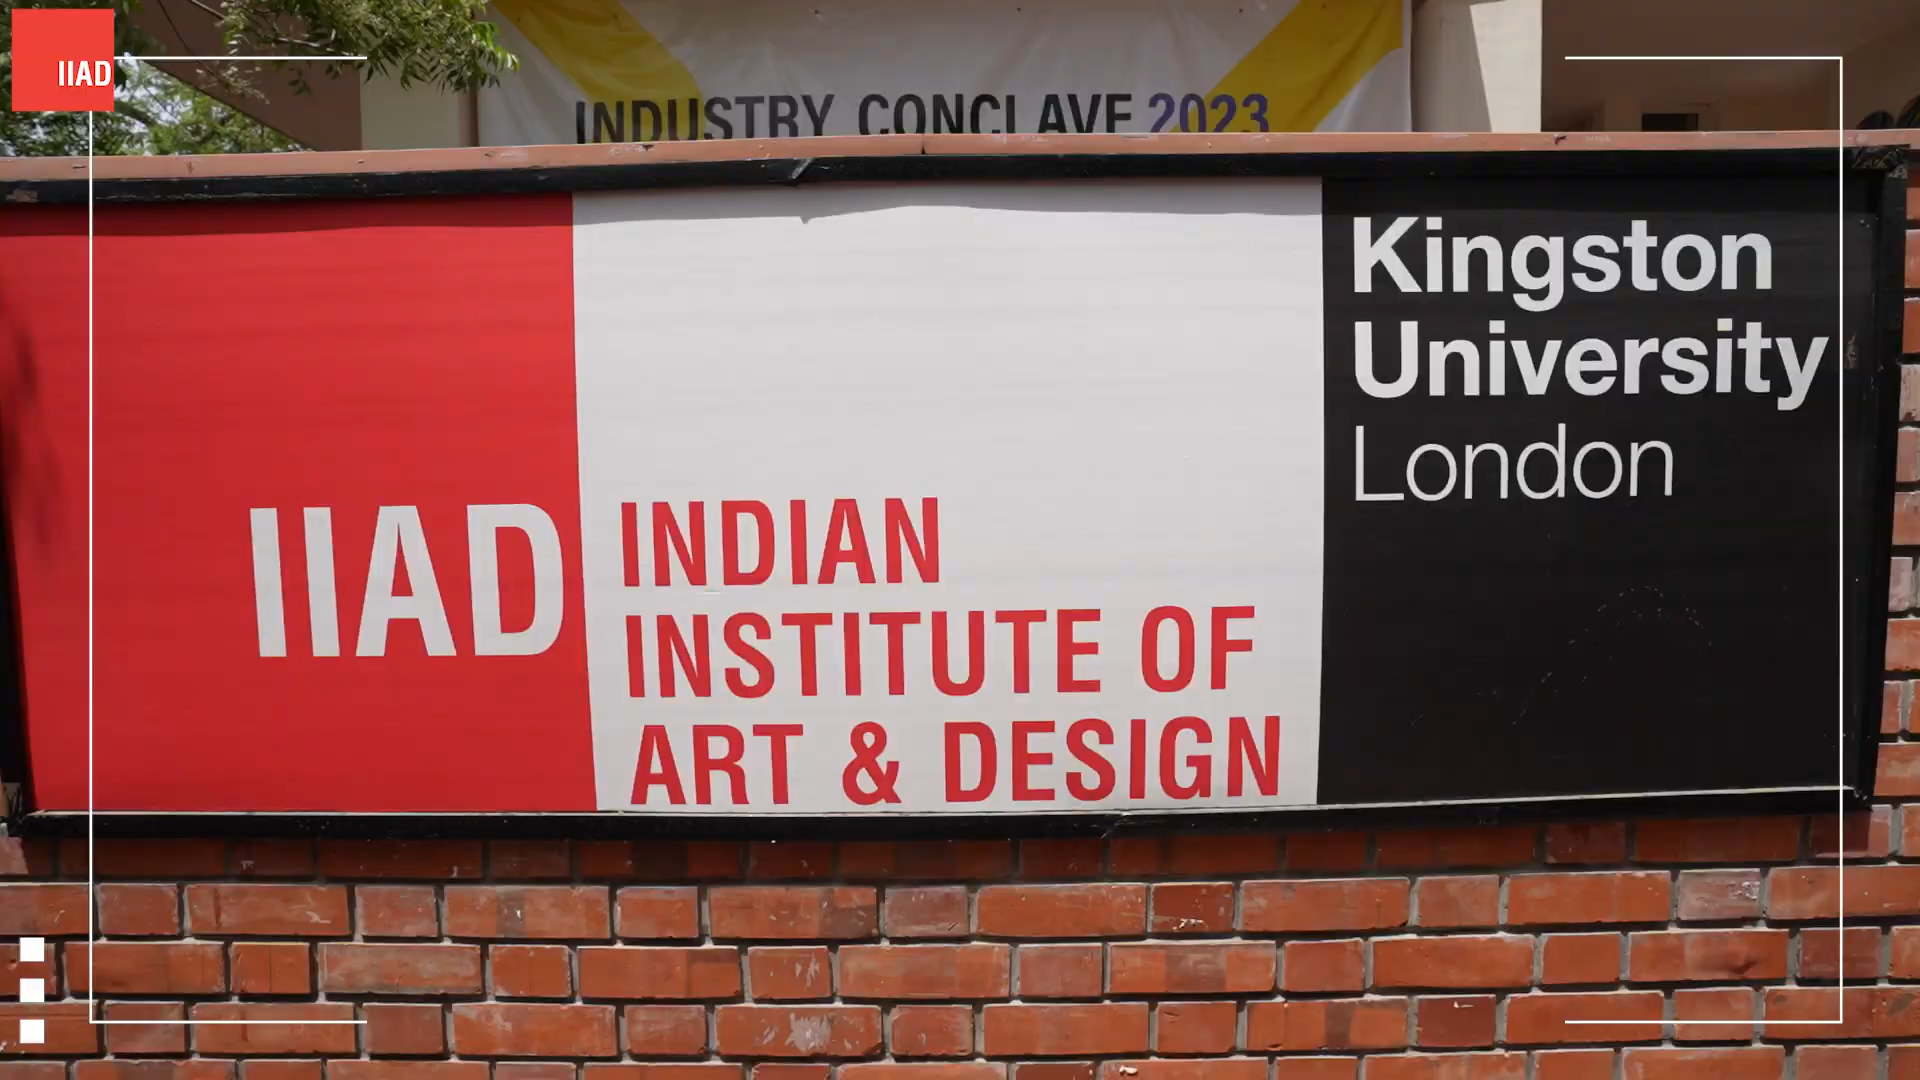 IIAD
INDUSTRY CONCLAVE 2023
IIAD
INDIAN
INSTITUTE OF
ART & DESIGN
Kingston
University
London